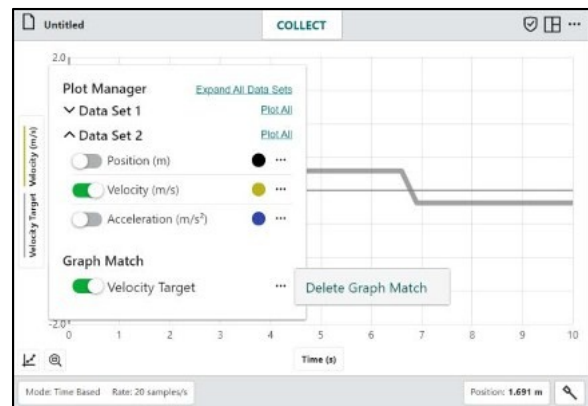 Untitled
COLLECT
2.0
Plot Manager Expand All Data Sets
Data Set 1 Plot All
Data Set 2 Plot All
Position (m)
Velocity (m/s)
Acceleration (m/s²)
Graph Match
Velocity Target
Delete Graph Match
Velocity Target Velocity (m/s)
-2.0
0 1 2 3 4 5 6 7 8 9 10
Time (s)
Mode: Time Based Rate: 20 samples/s Position: 1.691 m